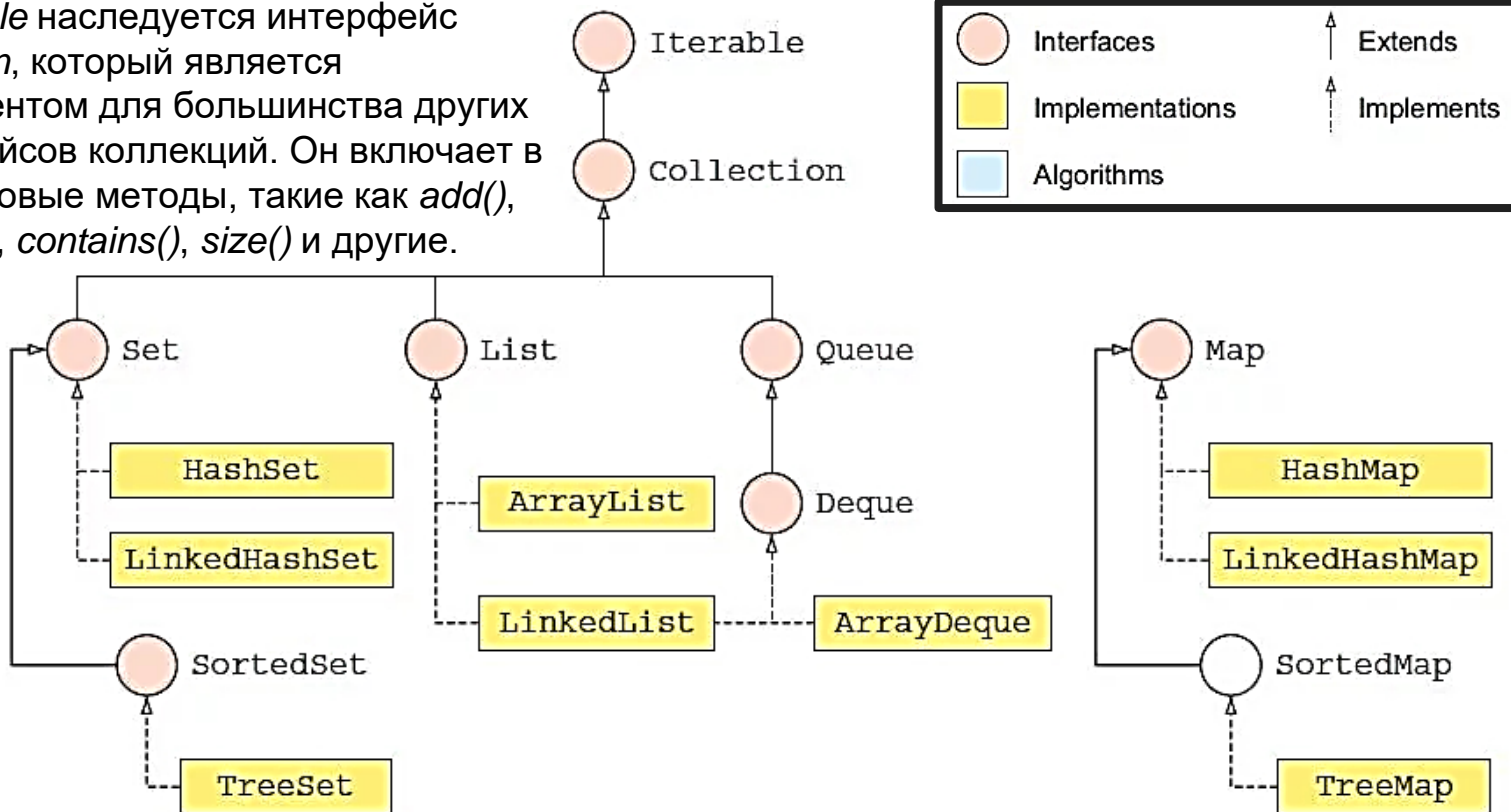 le наследуется интерфейс
n, который является
ентом для большинства других
йсов коллекций. Он включает в
овые методы, такие как add(),
, contains(), size() и другие.
Iterable
Collection
Interfaces
Extends
Implementations
Implements
Algorithms
Set
List
Queue
Map
HashSet
ArrayList
Deque
HashMap
LinkedHashSet
LinkedHashMap
LinkedList
ArrayDeque
SortedSet
SortedMap
TreeSet
TreeMap